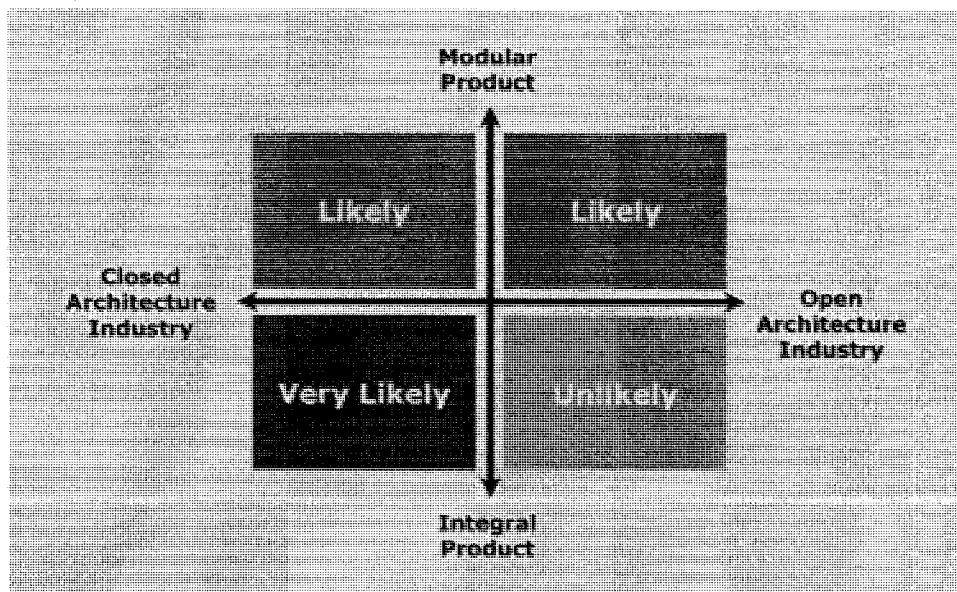 Modular
Product
Likely
Likely
Closed
Architecture
Industry
Open
Architecture
Industry
Very Likely
Unlikely
Integral
Product